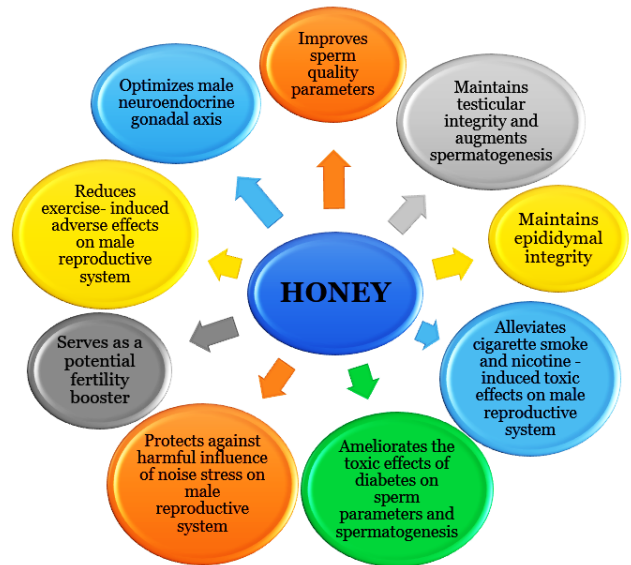 Improves
sperm
quality
parameters
Maintains
testicular
integrity and
augments
spermatogenesis
Maintains
epididymal
integrity
Alleviates
cigarette smoke
and nicotine -
induced toxic
effects on male
reproductive
system
Ameliorates the
toxic effects of
diabetes on
sperm
parameters and
spermatogenesis
Protects against
harmful influence
of noise stress on
male
reproductive
system
Serves as a
potential
fertility
booster
Reduces
exercise- induced
adverse effects
on male
reproductive
system
Optimizes male
neuroendocrine
gonadal axis
HONEY